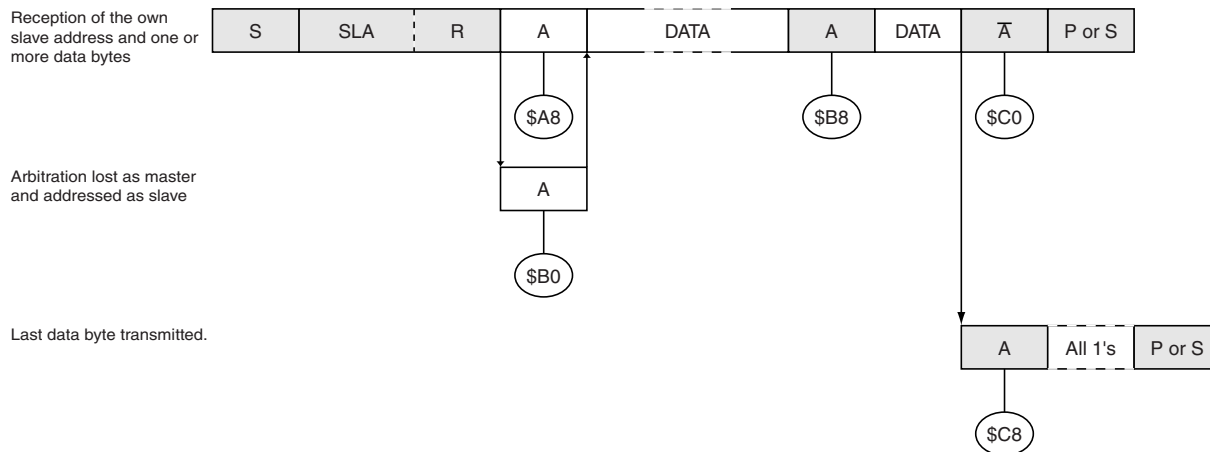 Reception of the own
slave address and one or
more data bytes
S SLA R A DATA A DATA A̅ P or S
$A8 $B8 $C0
Arbitration lost as master
and addressed as slave
A
$B0
Last data byte transmitted.
A All 1's P or S
$C8